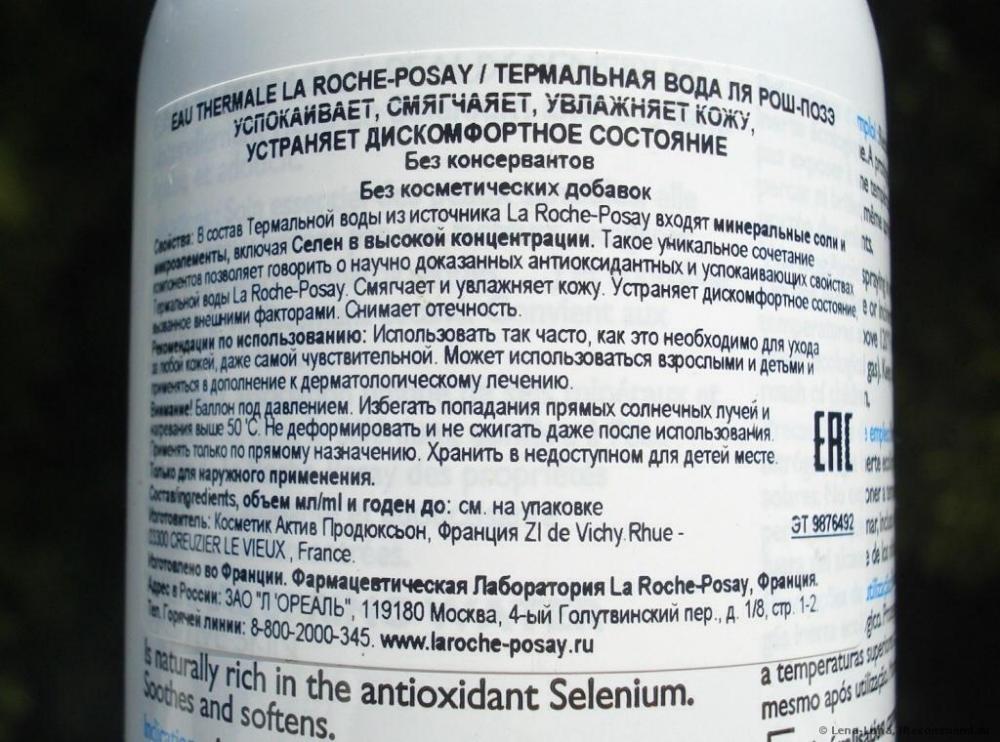 EAU THERMALE LA ROCHE-POSAY / ТЕРМАЛЬНАЯ ВОДА ЛЯ РОШ-ПОЗЭ
УСПОКАИВАЕТ, СМЯГЧАЯЕТ, УВЛАЖНЯЕТ КОЖУ,
УСТРАНЯЕТ ДИСКОМФОРТНОЕ СОСТОЯНИЕ
Без консервантов
Без косметических добавок
Свойства: В состав Термальной воды из источника La Roche-Posay входят минеральные соли и
микроэлементы, включая Селен в высокой концентрации. Такое уникальное сочетание
компонентов позволяет говорить о научно доказанных антиоксидантных и успокаивающих свойствах
Термальной воды La Roche-Posay. Смягчает и увлажняет кожу. Устраняет дискомфортное состояние,
вызванное внешними факторами. Снимает отечность.
Рекомендации по использованию: Использовать так часто, как это необходимо для ухода
за любой кожей, даже самой чувствительной. Может использоваться взрослыми и детьми и
применяться в дополнение к дерматологическому лечению.
Внимание! Баллон под давлением. Избегать попадания прямых солнечных лучей и
нагревания выше 50 °C. Не деформировать и не сжигать даже после использования.
Применять только по прямому назначению. Хранить в недоступном для детей месте.
Только для наружного применения.
EAC
Состав/ingredients, объем мл/ml и годен до: см. на упаковке
ЭТ 9876492
Изготовитель: Косметик Актив Продюксьон, Франция ZI de Vichy Rhue -
03300 CREUZIER LE VIEUX, France.
Изготовлено во Франции. Фармацевтическая Лаборатория La Roche-Posay, Франция.
Адрес в России: ЗАО "Л 'ОРЕАЛЬ", 119180 Москва, 4-ый Голутвинский пер., д. 1/8, стр. 1-2.
Тел. Горячей линии: 8-800-2000-345. www.laroche-posay.ru
Is naturally rich in the antioxidant Selenium.
Soothes and softens.
a temperaturas
mesmo após utilização.